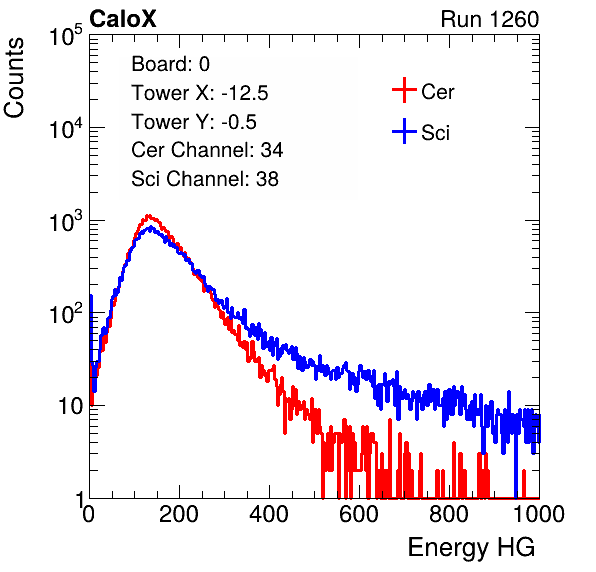 CaloX Run 1260
Counts
Board: 0
Tower X: -12.5
Tower Y: -0.5
Cer Channel: 34
Sci Channel: 38
Cer
Sci
10^5
10^4
10^3
10^2
10
1
0 200 400 600 800 1000
Energy HG